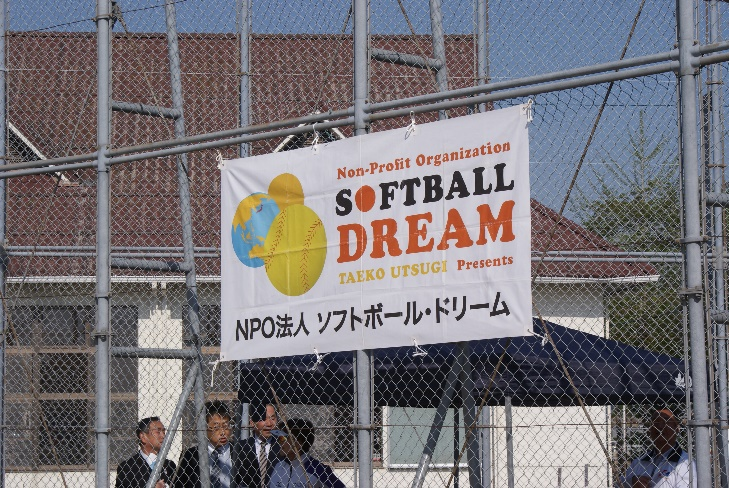 Non-Profit Organization
SOFTBALL
DREAM
TAEKO UTSUGI Presents
NPO法人 ソフトボール・ドリーム